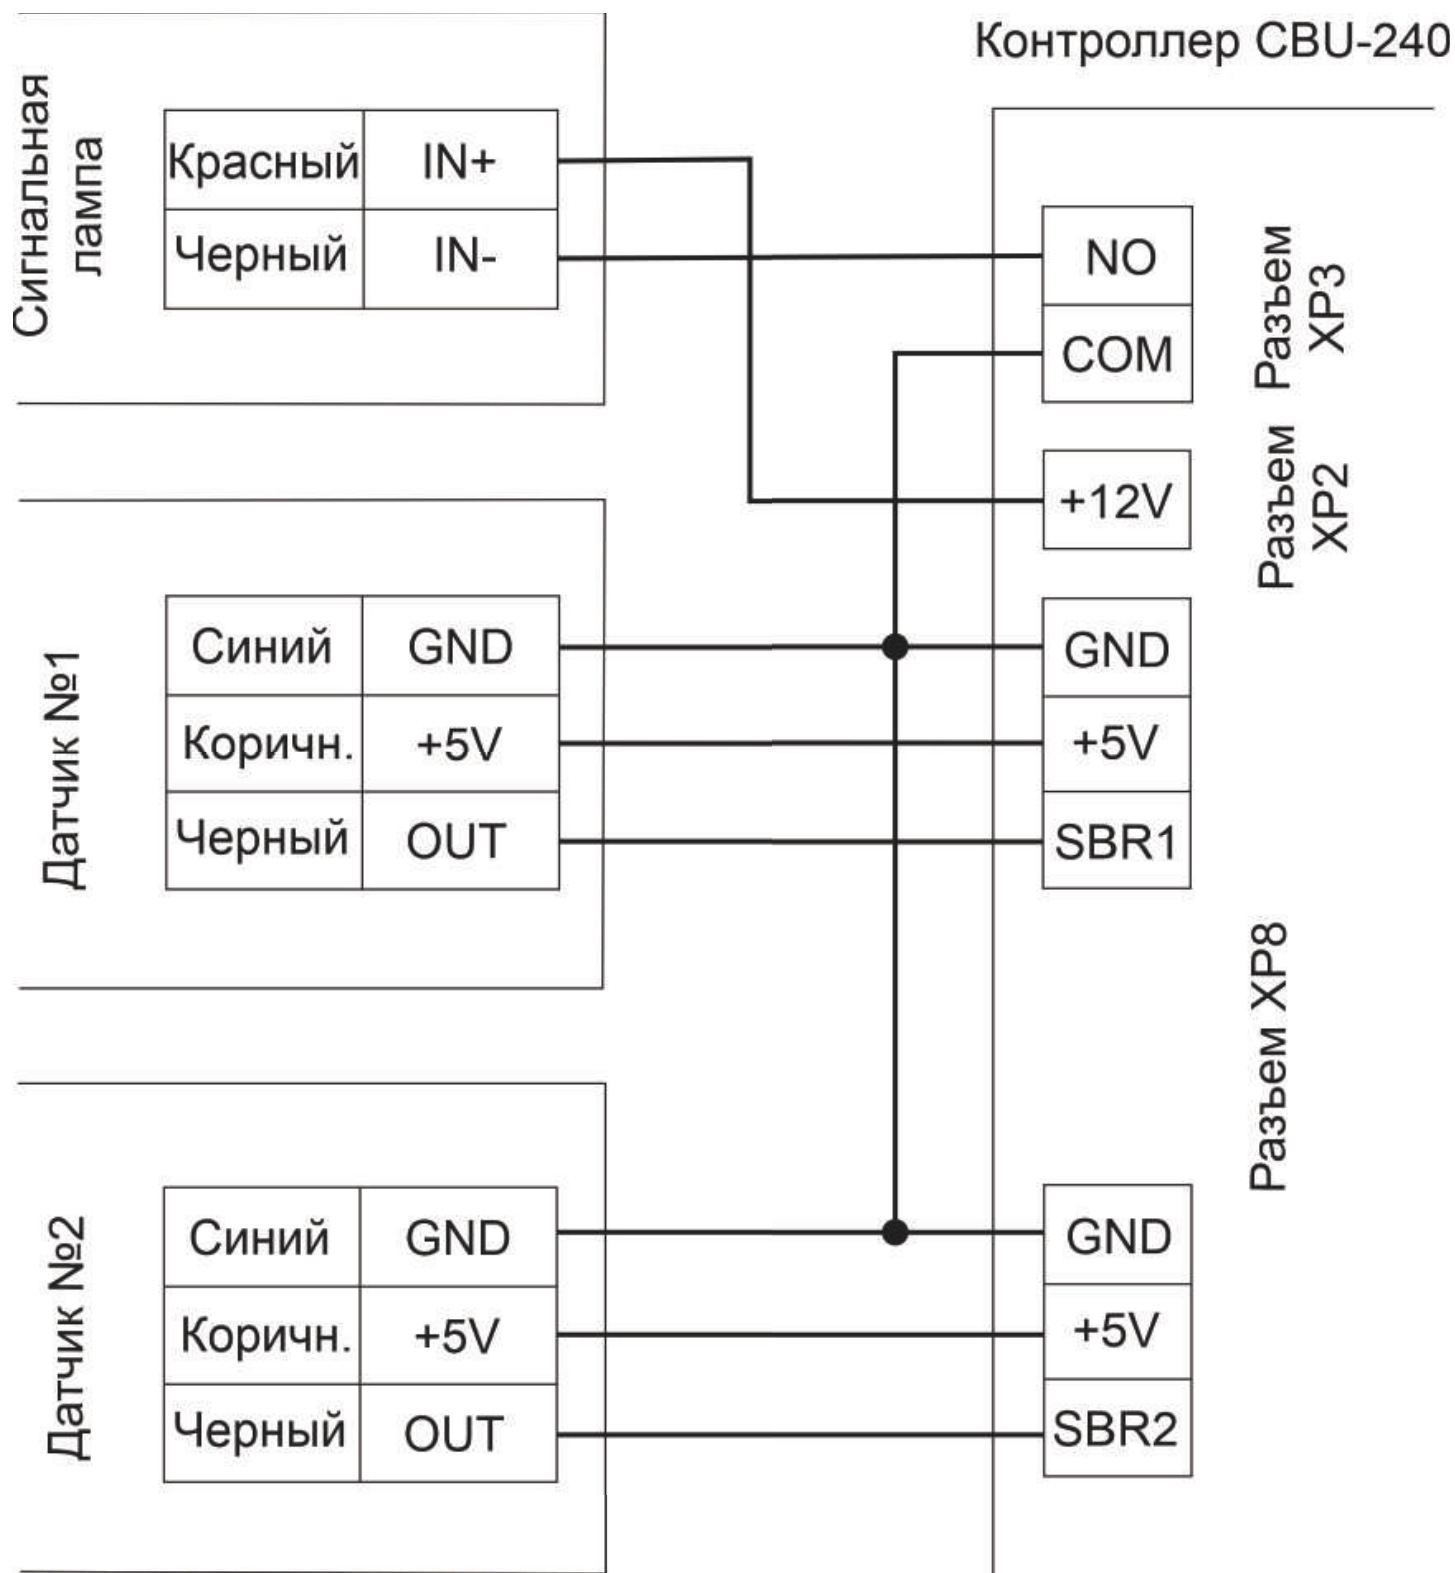 Контроллер CBU-240
Сигнальная
лампа
Красный IN+
Черный IN-
NO
COM
Разъем
XP3
+12V
Разъем
XP2
Датчик №1
Синий GND
Коричн. +5V
Черный OUT
GND
+5V
SBR1
Разъем XP8
Датчик №2
Синий GND
Коричн. +5V
Черный OUT
GND
+5V
SBR2